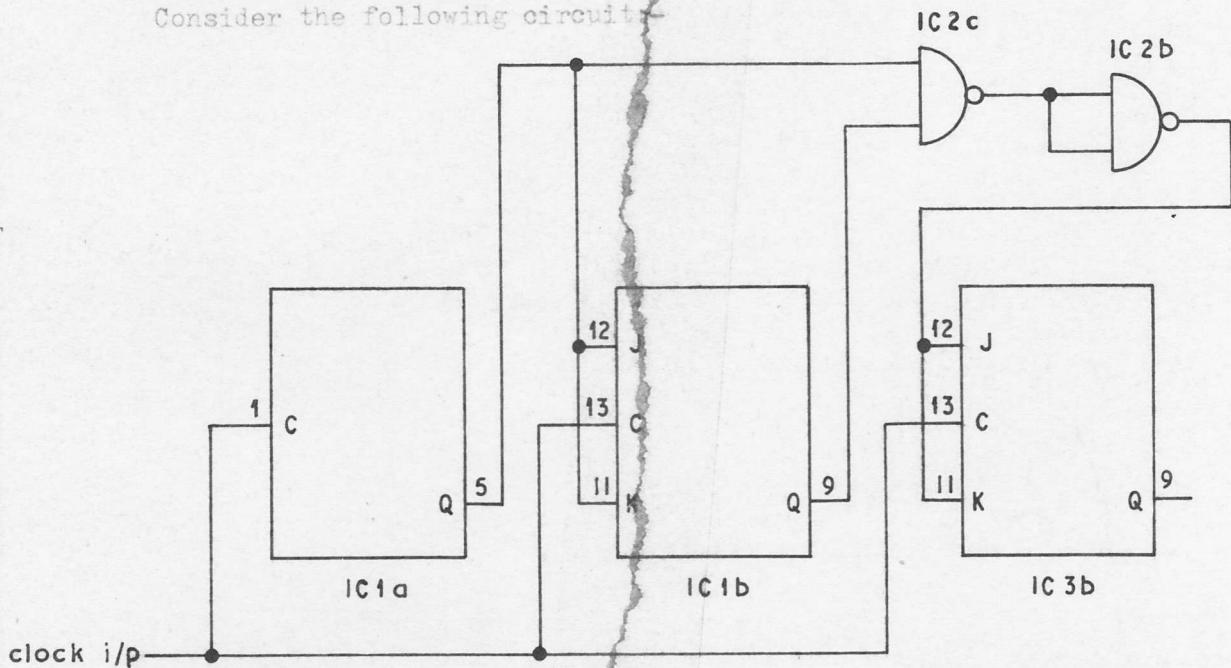 Consider the following circuit:-
IC2c
IC2b
12
J
12
J
1
C
13
C
13
C
Q
5
11
K
Q
9
11
K
Q
9
IC1a
IC1b
IC3b
clock i/p